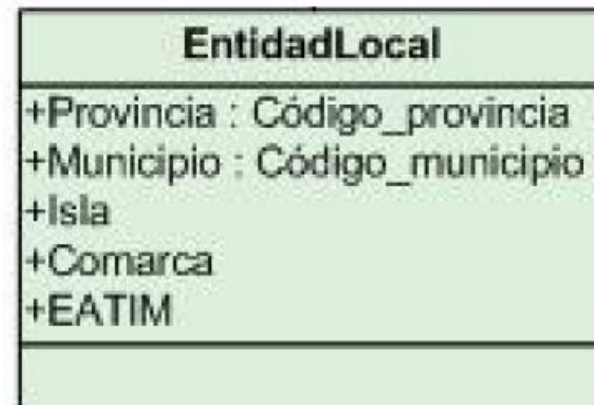 EntidadLocal
+Provincia : Código_provincia
+Municipio : Código_municipio
+Isla
+Comarca
+EATIM